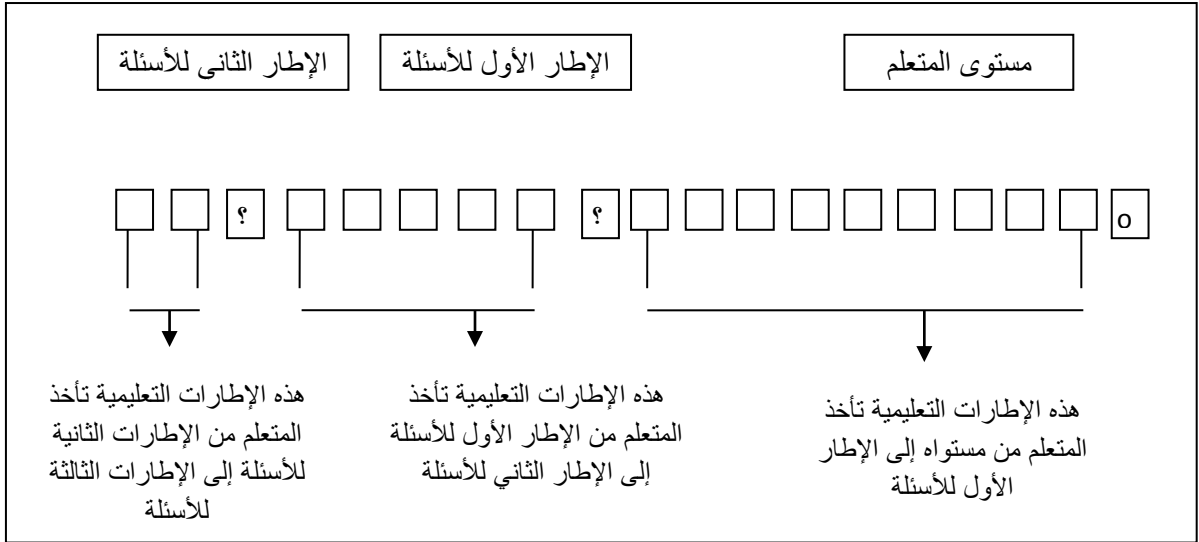 مستوى المتعلم
الإطار الأول للأسئلة
الإطار الثانى للأسئلة
o
؟
؟
هذه الإطارات التعليمية تأخذ
المتعلم من مستواه إلى الإطار
الأول للأسئلة
هذه الإطارات التعليمية تأخذ
المتعلم من الإطار الأول للأسئلة
إلى الإطار الثاني للأسئلة
هذه الإطارات التعليمية تأخذ
المتعلم من الإطارات الثانية
للأسئلة إلى الإطارات الثالثة
للأسئلة